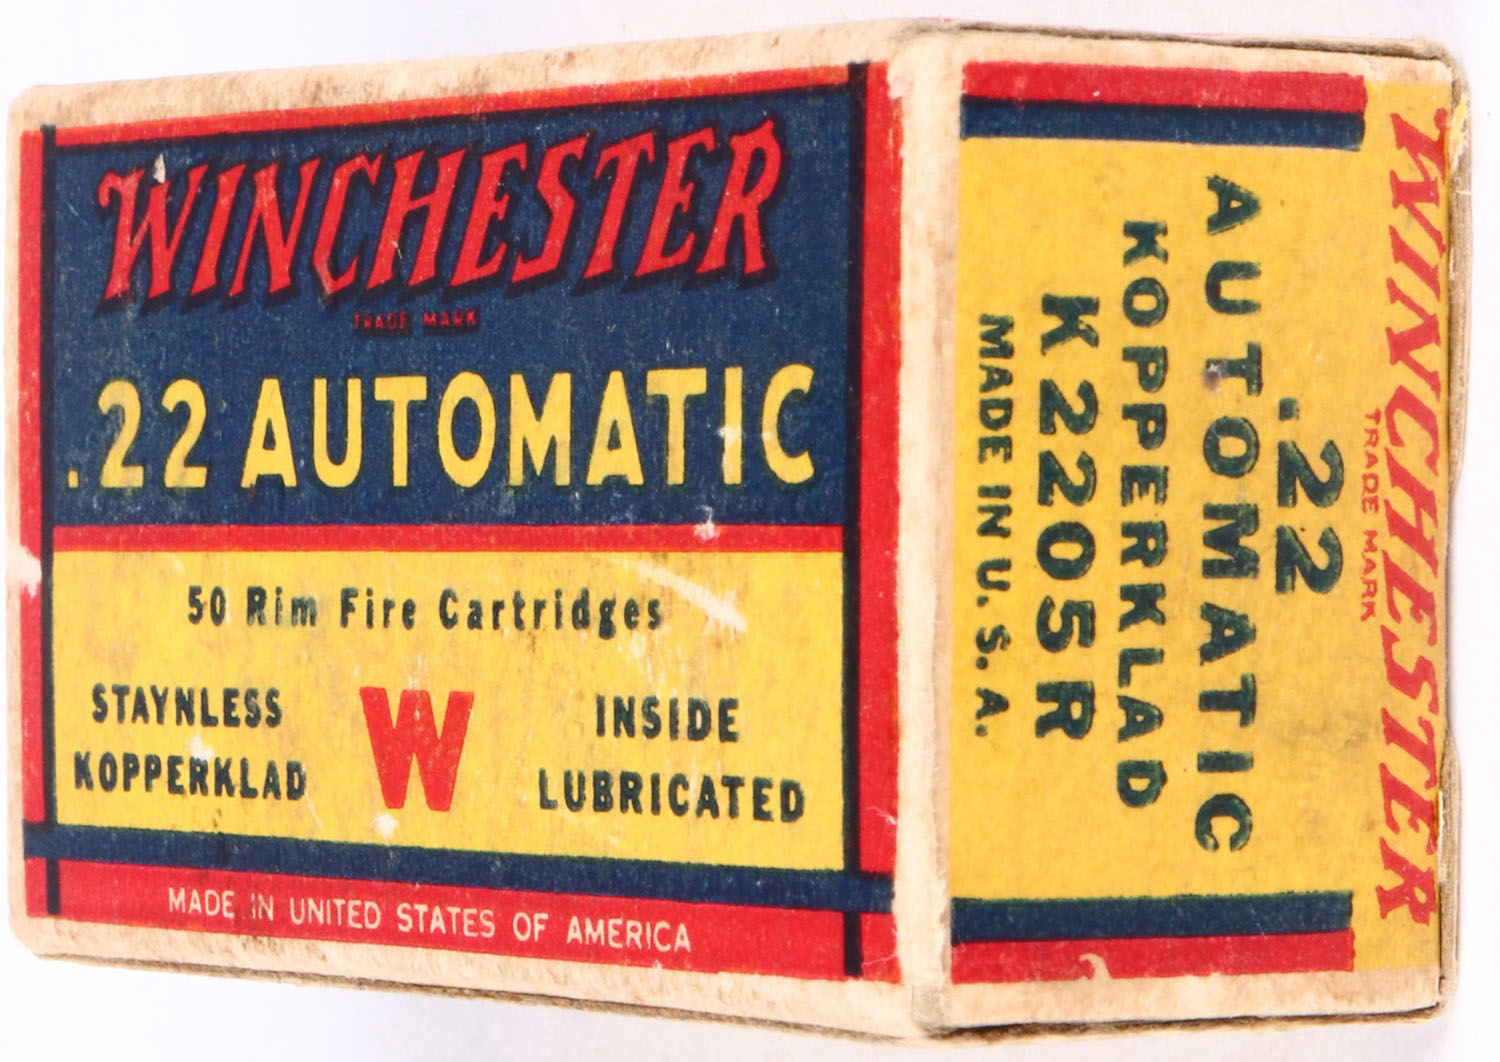 WINCHESTER
TRADE MARK
.22 AUTOMATIC
50 Rim Fire Cartridges
STAYNLESS
KOPPERKLAD
W
INSIDE
LUBRICATED
MADE IN UNITED STATES OF AMERICA
WINCHESTER
TRADE MARK
.22
AUTOMATIC
KOPPERKLAD
K2205R
MADE IN U.S.A.